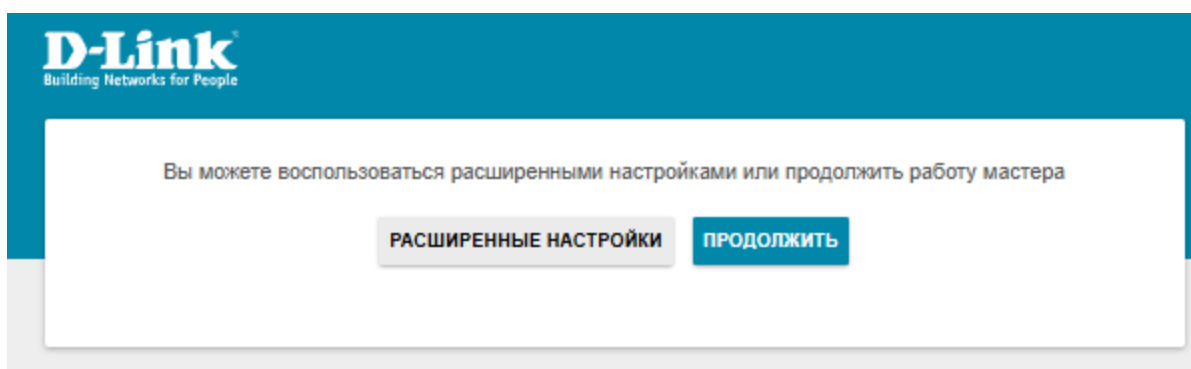 D-Link
Building Networks for People
Вы можете воспользоваться расширенными настройками или продолжить работу мастера
РАСШИРЕННЫЕ НАСТРОЙКИ ПРОДОЛЖИТЬ